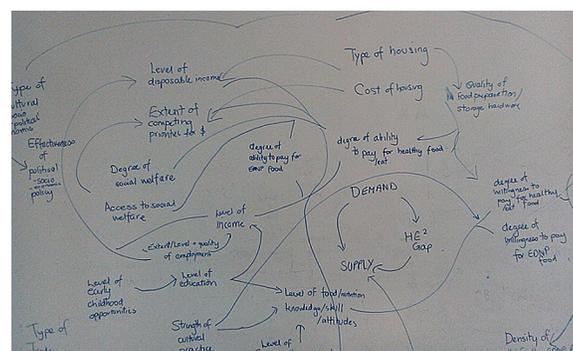 Type of
cultural
socio
political
norms
Effectiveness
of
political
-socio
policy
Level of
disposable income
Extent of
competing
priorities for $
Degree of
social welfare
Access to social
welfare
Type of housing
Cost of housing
Quality of
food preparation/
storage hardware
degree of
ability to pay for
EDNP food
degree of ability
to pay for healthy food
DEMAND
HE²
Gap
SUPPLY
degree of
willingness to
pay for healthy
food
degree of
willingness to pay
for EDNP
food
Level of
Income
Extent/Level + quality
of employment
Level of
education
Level of
early
childhood
opportunities
Level of food/nutrition
knowledge/skill
/attitudes
Strength of
cultural
practice
Type of
Level of
Density of